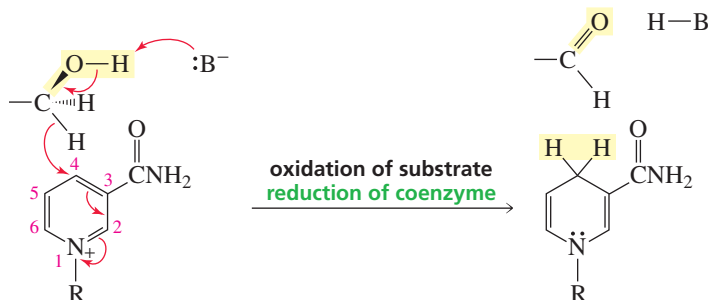 O—H
:B⁻
C
H
H
O
4
3
CNH₂
5
6
2
N
1
+
R
oxidation of substrate
reduction of coenzyme
O
H—B
C
H
H H
O
CNH₂
N̈
R